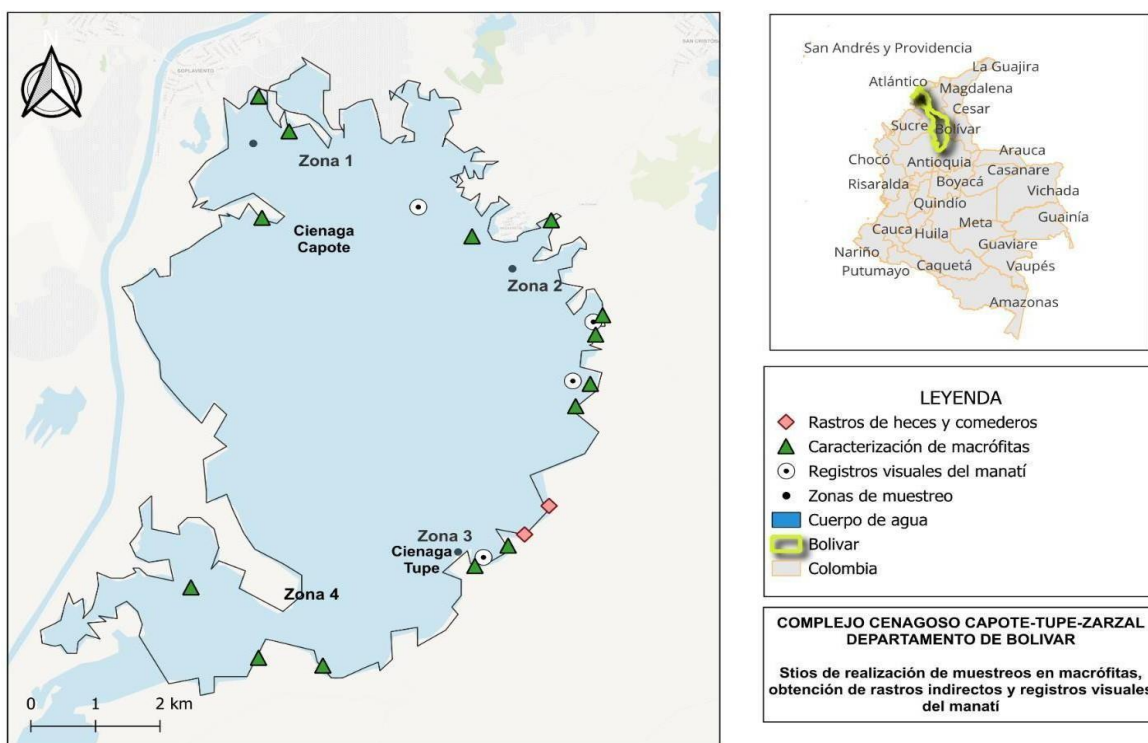 N
SOPLAVIENTO
SAN CRISTÓBAL
Zona 1
Cienaga
Capote
Zona 2
Zona 3
Cienaga
Tupe
Zona 4
0 1 2 km
San Andrés y Providencia
La Guajira
Atlántico
Magdalena
Cesar
Sucre
Bolívar
Arauca
Chocó
Antioquia
Casanare
Risaralda
Boyacá
Vichada
Quindío
Guainía
Meta
Cauca
Huila
Guaviare
Nariño
Putumayo
Caquetá
Vaupés
Amazonas
LEYENDA
Rastros de heces y comederos
Caracterización de macrófitas
Registros visuales del manatí
Zonas de muestreo
Cuerpo de agua
Bolivar
Colombia
COMPLEJO CENAGOSO CAPOTE-TUPE-ZARZAL
DEPARTAMENTO DE BOLIVAR
Stios de realización de muestreos en macrófitas,
obtención de rastros indirectos y registros visuales
del manatí